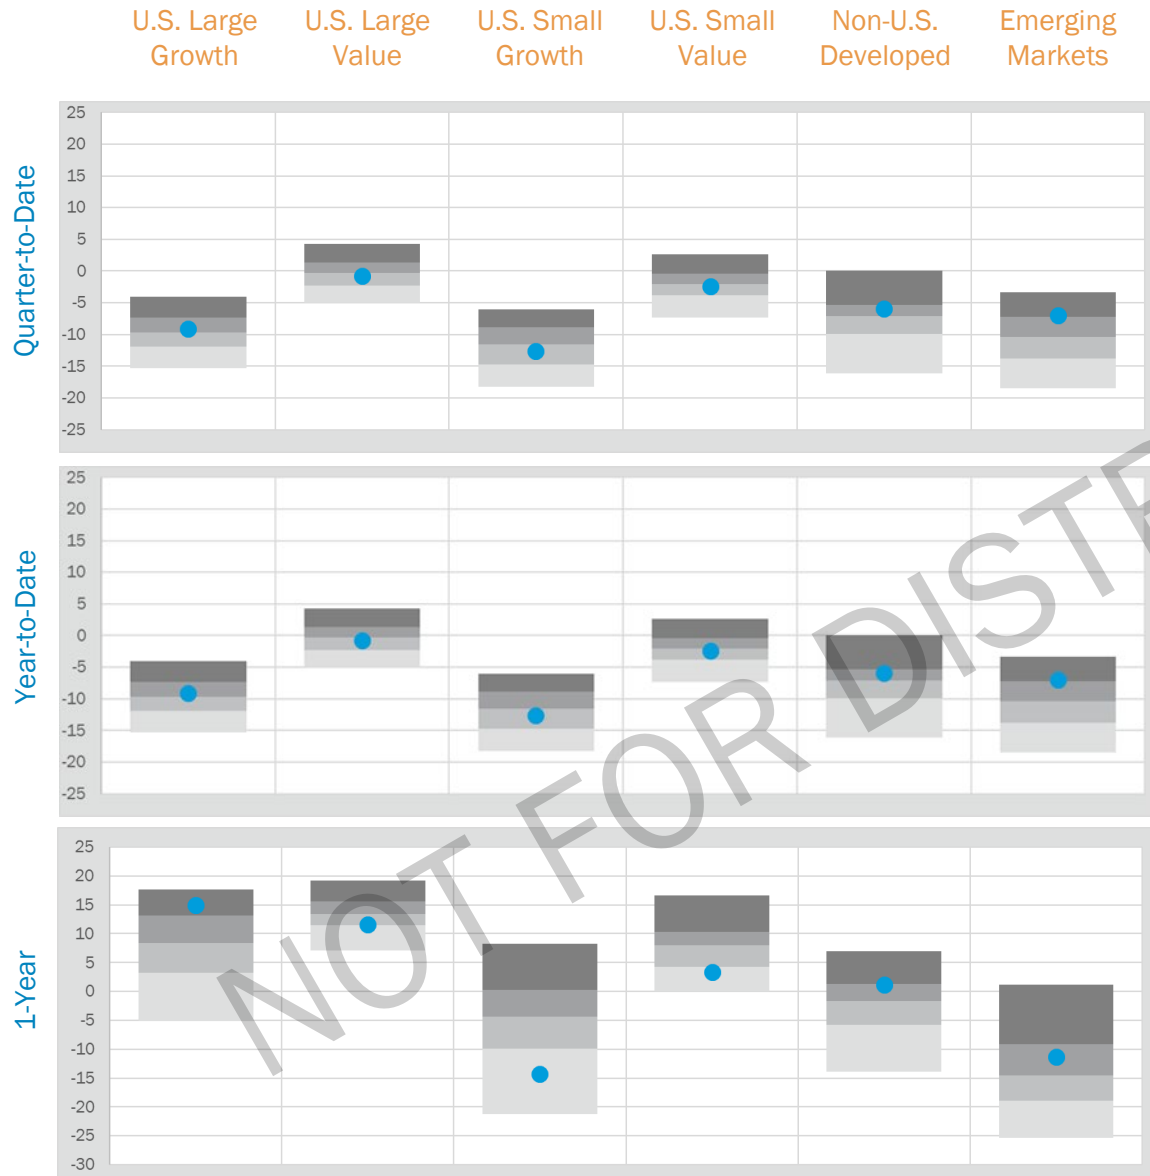 U.S. Large
Growth
U.S. Large
Value
U.S. Small
Growth
U.S. Small
Value
Non-U.S.
Developed
Emerging
Markets
Quarter-to-Date
25
20
15
10
5
0
-5
-10
-15
-20
-25
Year-to-Date
25
20
15
10
5
0
-5
-10
-15
-20
-25
1-Year
25
20
15
10
5
0
-5
-10
-15
-20
-25
-30
NOT FOR DISTR